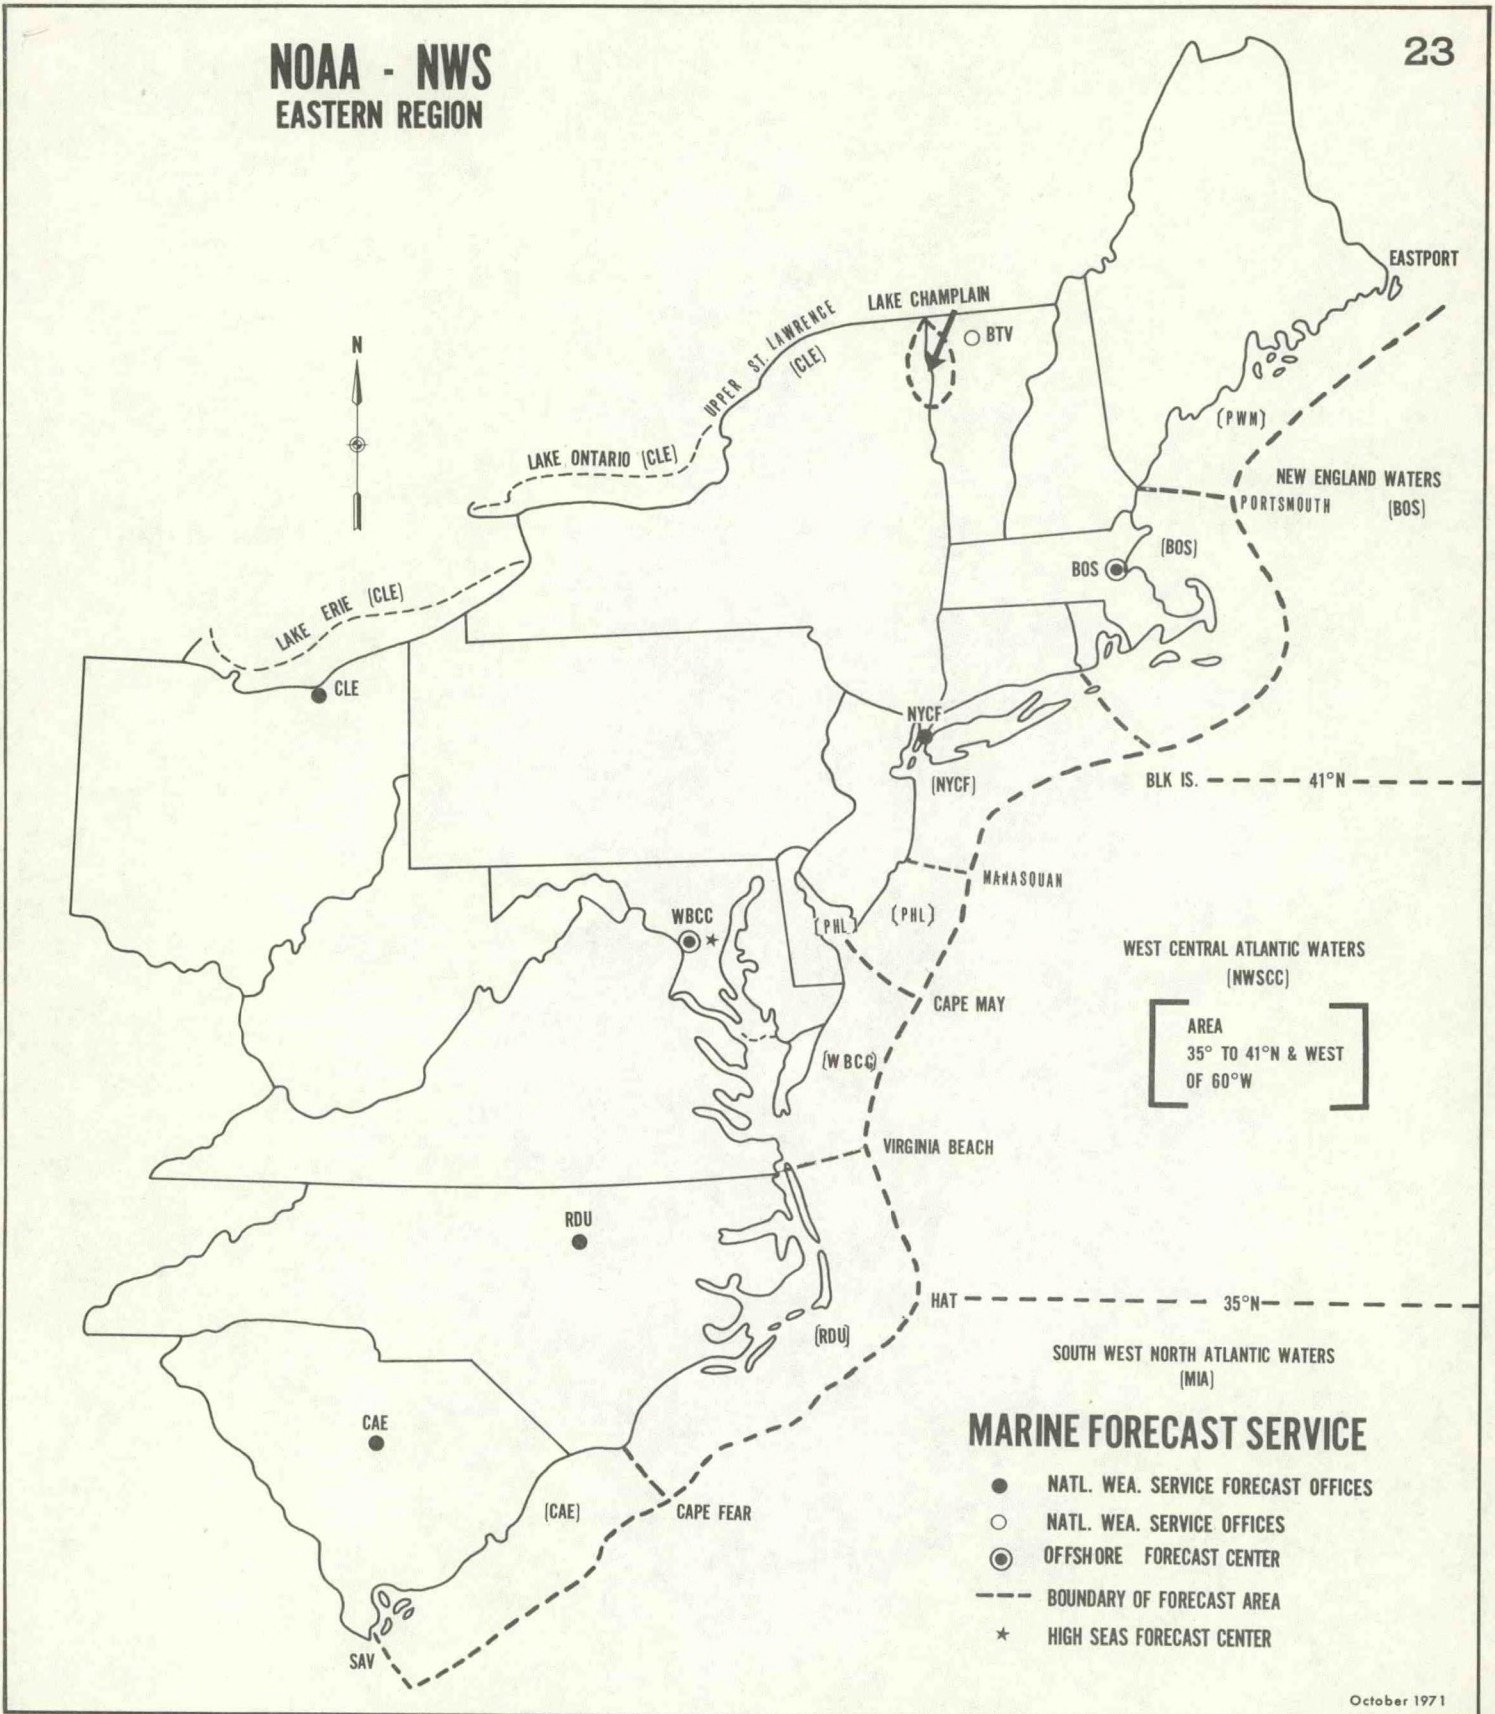 NOAA - NWS
EASTERN REGION
23
EASTPORT
LAKE CHAMPLAIN
BTV
UPPER ST. LAWRENCE
(CLE)
N
LAKE ONTARIO (CLE)
(PWM)
NEW ENGLAND WATERS
(BOS)
PORTSMOUTH
(BOS)
BOS
LAKE ERIE (CLE)
CLE
NYCF
(NYCF)
BLK IS.
41°N
MANASQUAN
(PHL)
(PHL)
WBCC
WEST CENTRAL ATLANTIC WATERS
(NWSCC)
CAPE MAY
AREA
35° TO 41°N & WEST
OF 60°W
(WBCC)
VIRGINIA BEACH
RDU
HAT
35°N
(RDU)
SOUTH WEST NORTH ATLANTIC WATERS
(MIA)
CAE
MARINE FORECAST SERVICE
NATL. WEA. SERVICE FORECAST OFFICES
NATL. WEA. SERVICE OFFICES
OFFSHORE FORECAST CENTER
BOUNDARY OF FORECAST AREA
HIGH SEAS FORECAST CENTER
(CAE)
CAPE FEAR
SAV
October 1971